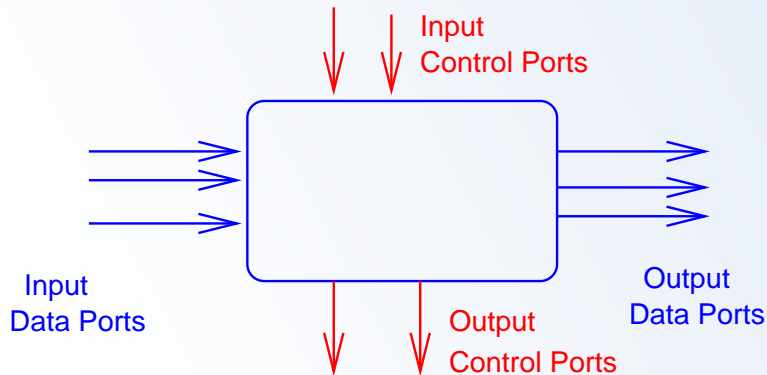 Input
Control Ports
Input
Data Ports
Output
Data Ports
Output
Control Ports